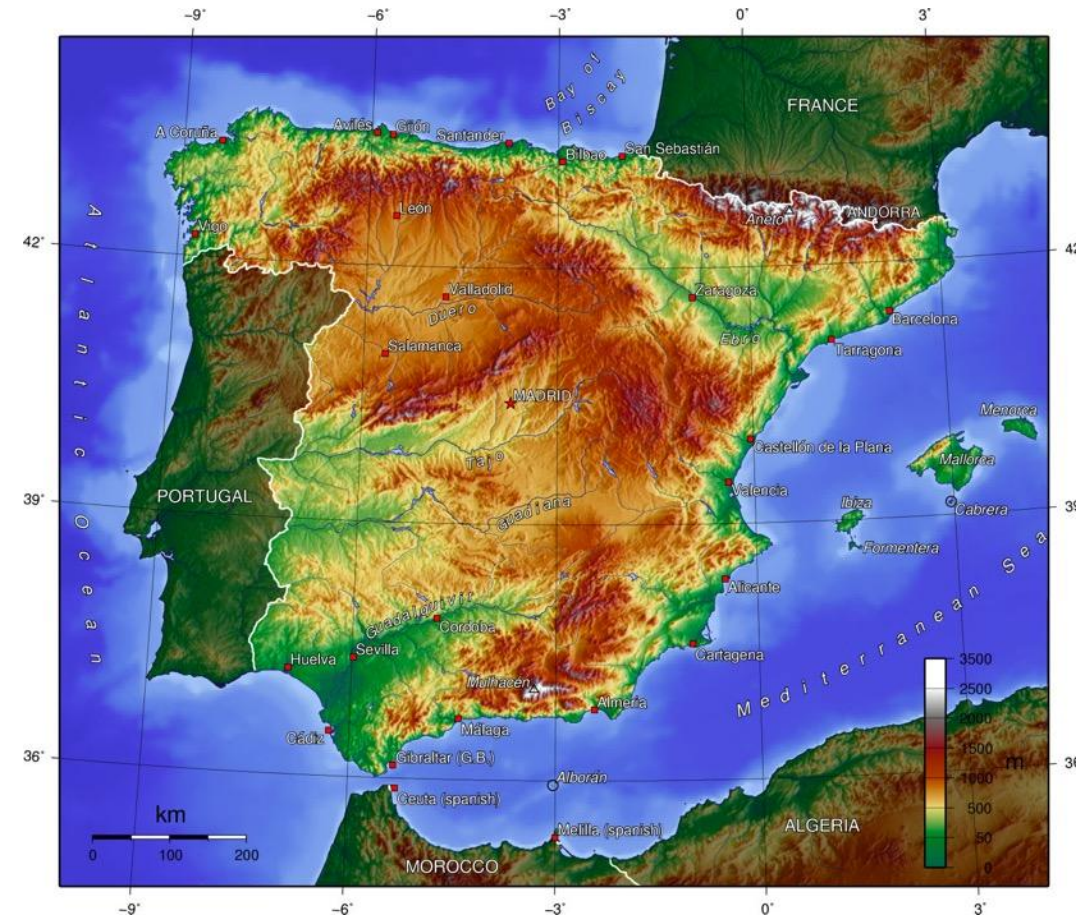 -9° -6° -3° 0° 3°
Bay of
Biscay
FRANCE
A Coruña
Avilés
Gijón
Santander
Bilbao
San Sebastián
León
Aneto
ANDORRA
Vigo
42°
42
Atlantic Ocean
Valladolid
Duero
Zaragoza
Barcelona
Salamanca
Ebro
Tarragona
MADRID
Menorca
Castellón de la Plana
Mallorca
Tajo
PORTUGAL
Valencia
Guadiana
Ibiza
Cabrera
39°
39
Formentera
Alicante
Guadalquivir
Cordoba
Mediterranean Sea
Sevilla
Huelva
Cartagena
Mulhacén
Almería
Málaga
Cádiz
Gibraltar (G.B.)
36°
36
Alborán
Ceuta (spanish)
Melilla (spanish)
MOROCCO
ALGERIA
km
0 100 200
3500
2500
2000
1500
1000
500
50
0
m
-9° -6° -3° 0° 3°